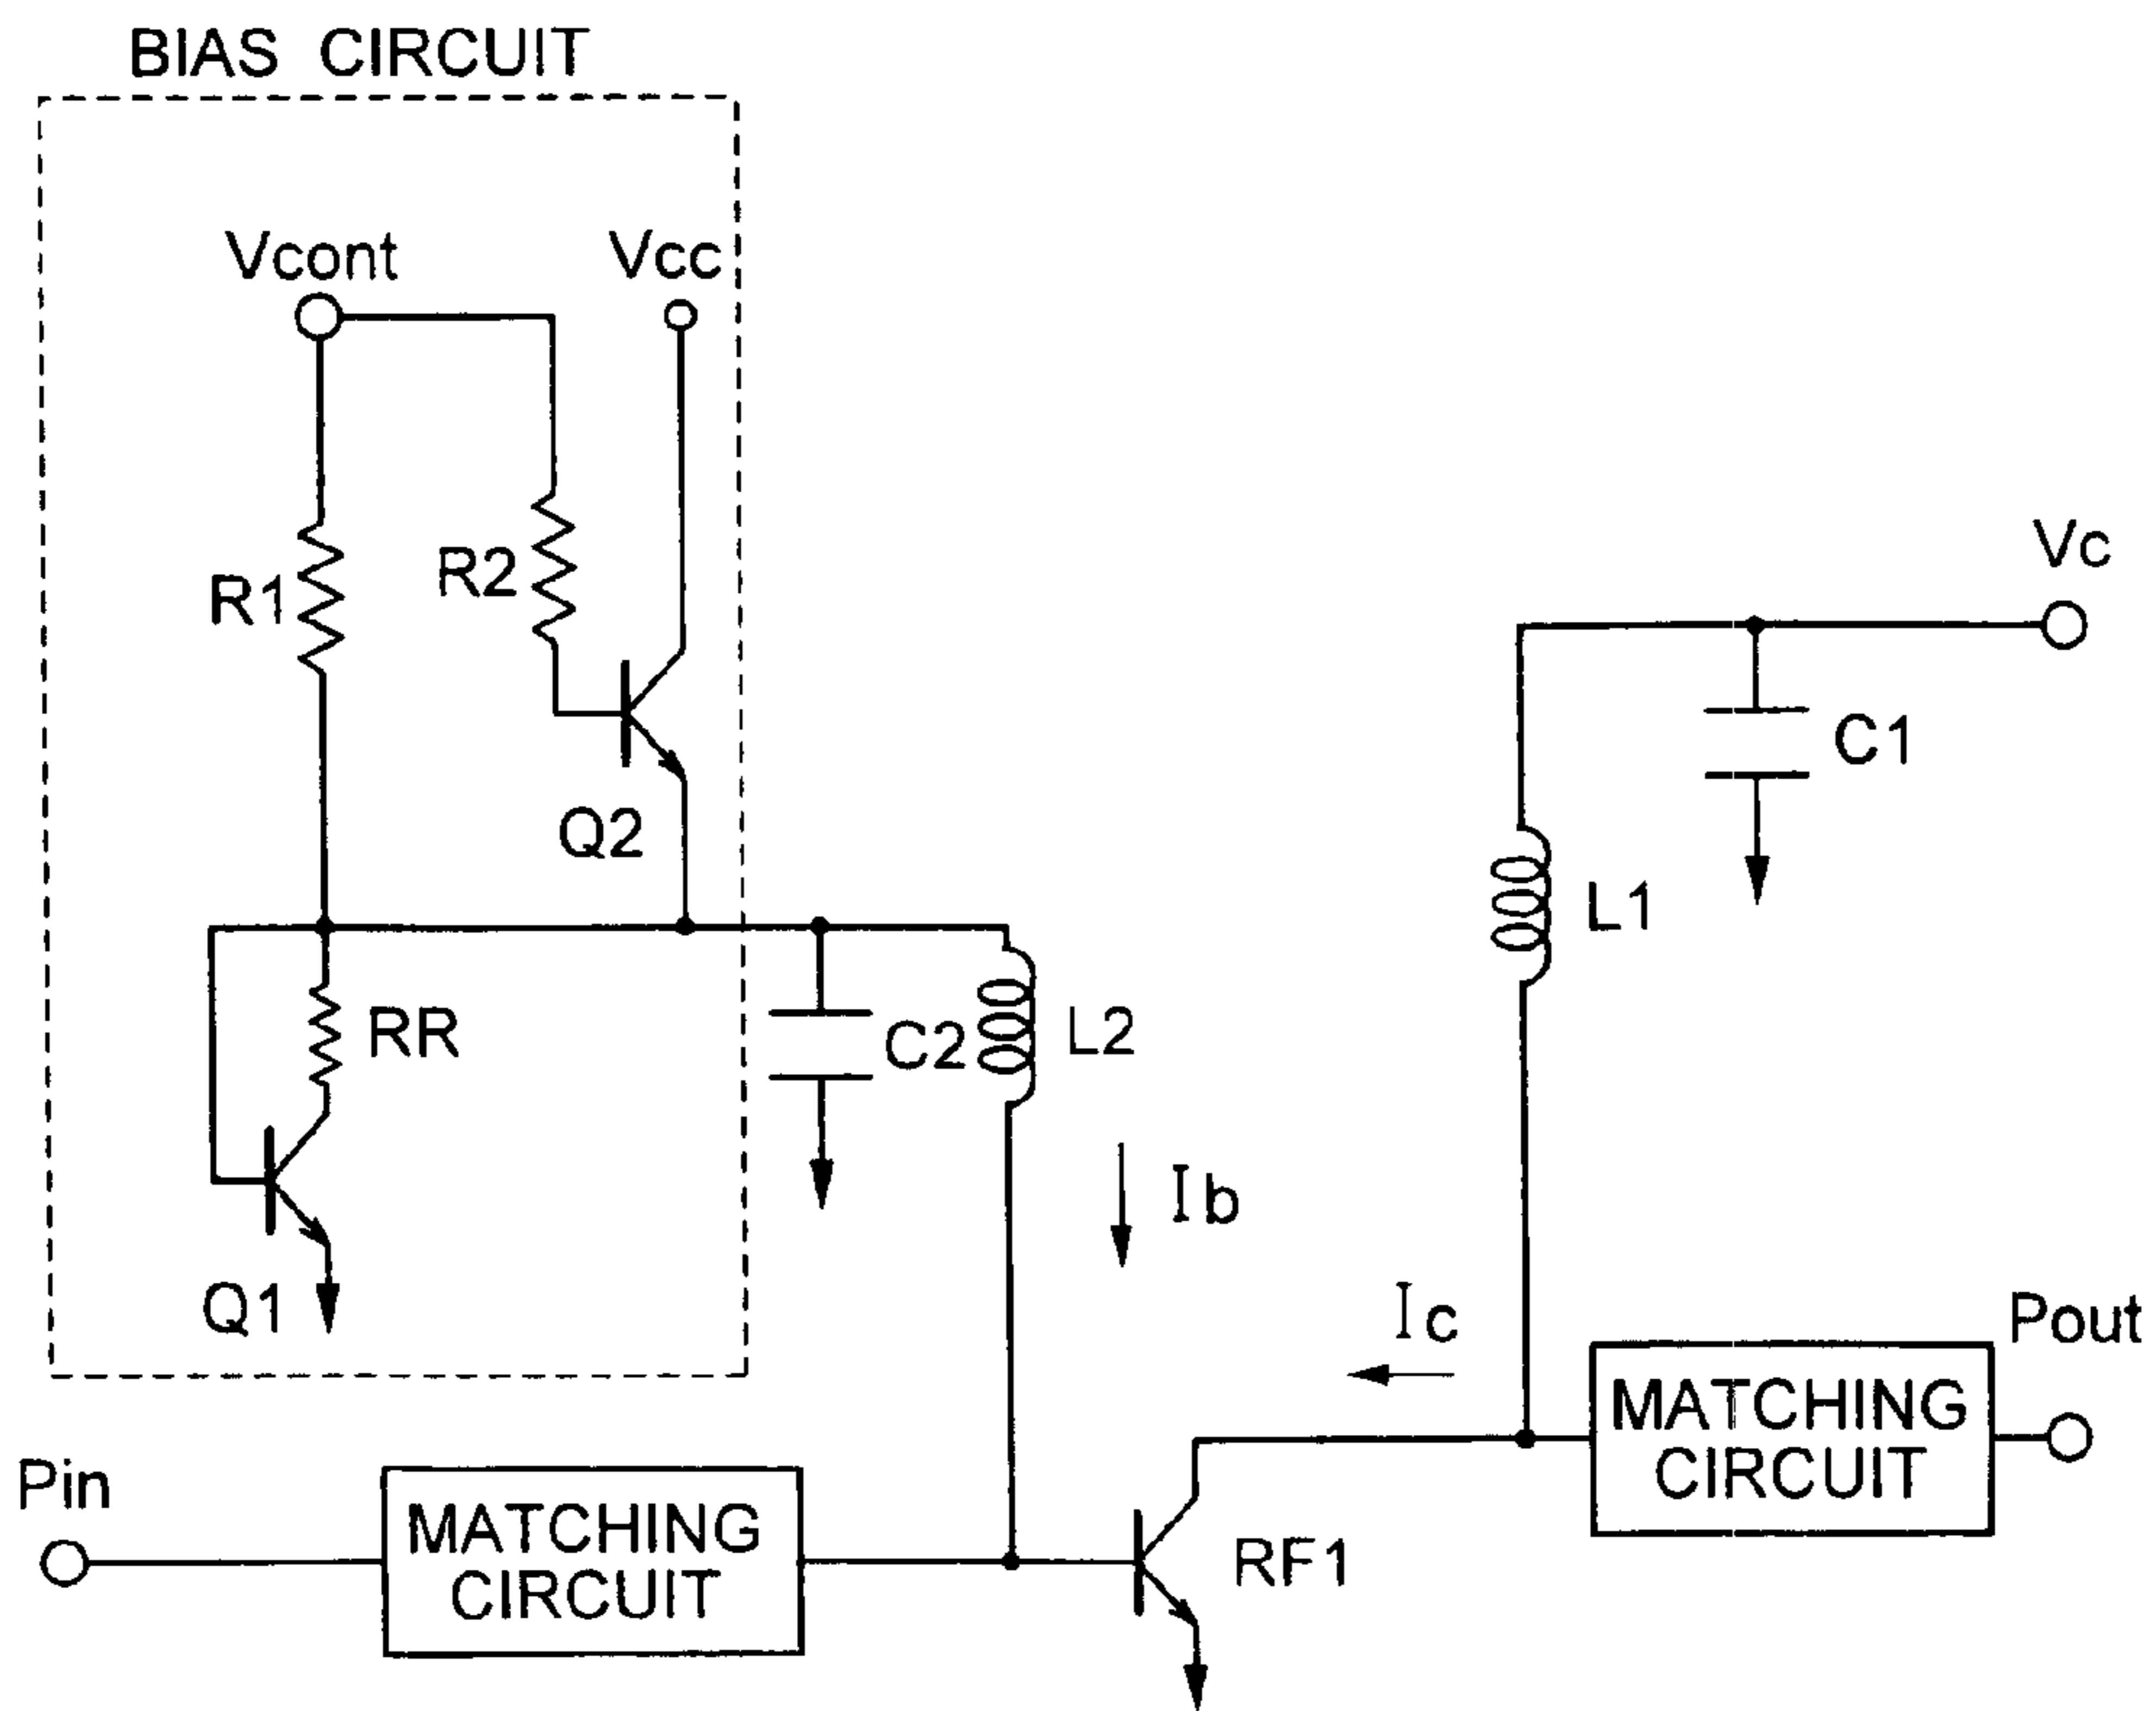 BIAS CIRCUIT
Vcont
Vcc
R1
R2
Vc
C1
Q2
L1
RR
C2
L2
Ib
Q1
Ic
Pout
MATCHING
CIRCUIT
Pin
MATCHING
CIRCUIT
RF1